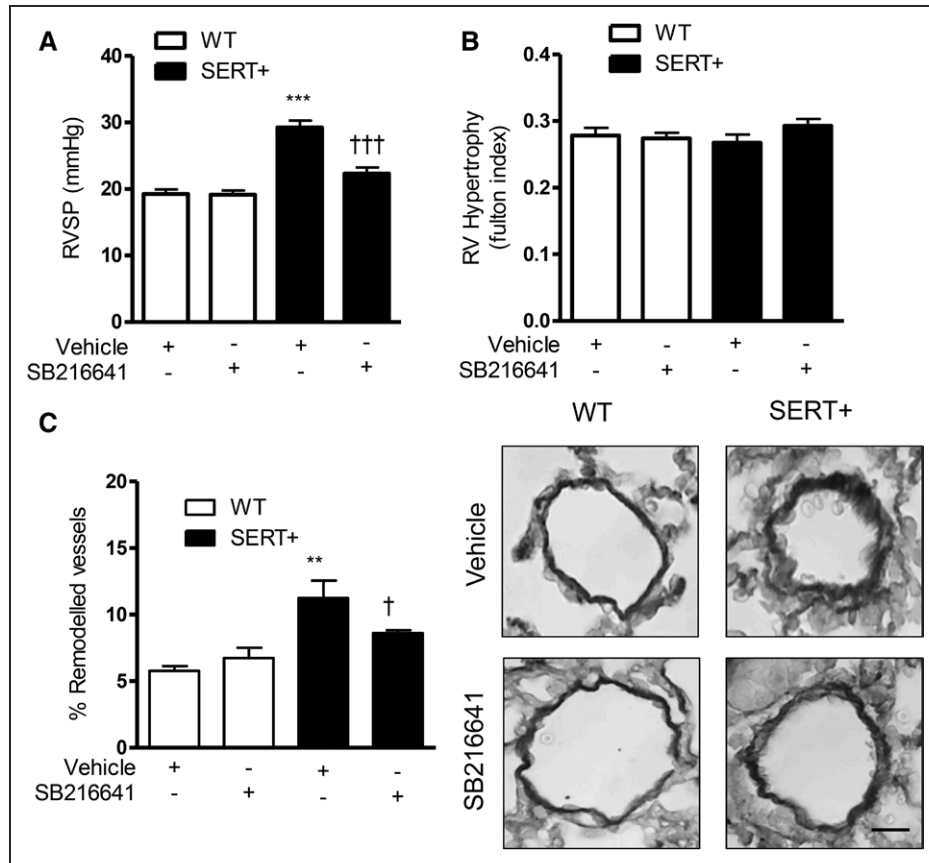 A
WT
SERT+
RVSP (mmHg)
40
30
20
10
0
***
†††
Vehicle + - + -
SB216641 - + - +
B
WT
SERT+
RV Hypertrophy
(fulton index)
0.4
0.3
0.2
0.1
0.0
Vehicle + - + -
SB216641 - + - +
C
WT
SERT+
% Remodelled vessels
20
15
10
5
0
**
†
Vehicle + - + -
SB216641 - + - +
WT SERT+
Vehicle
SB216641